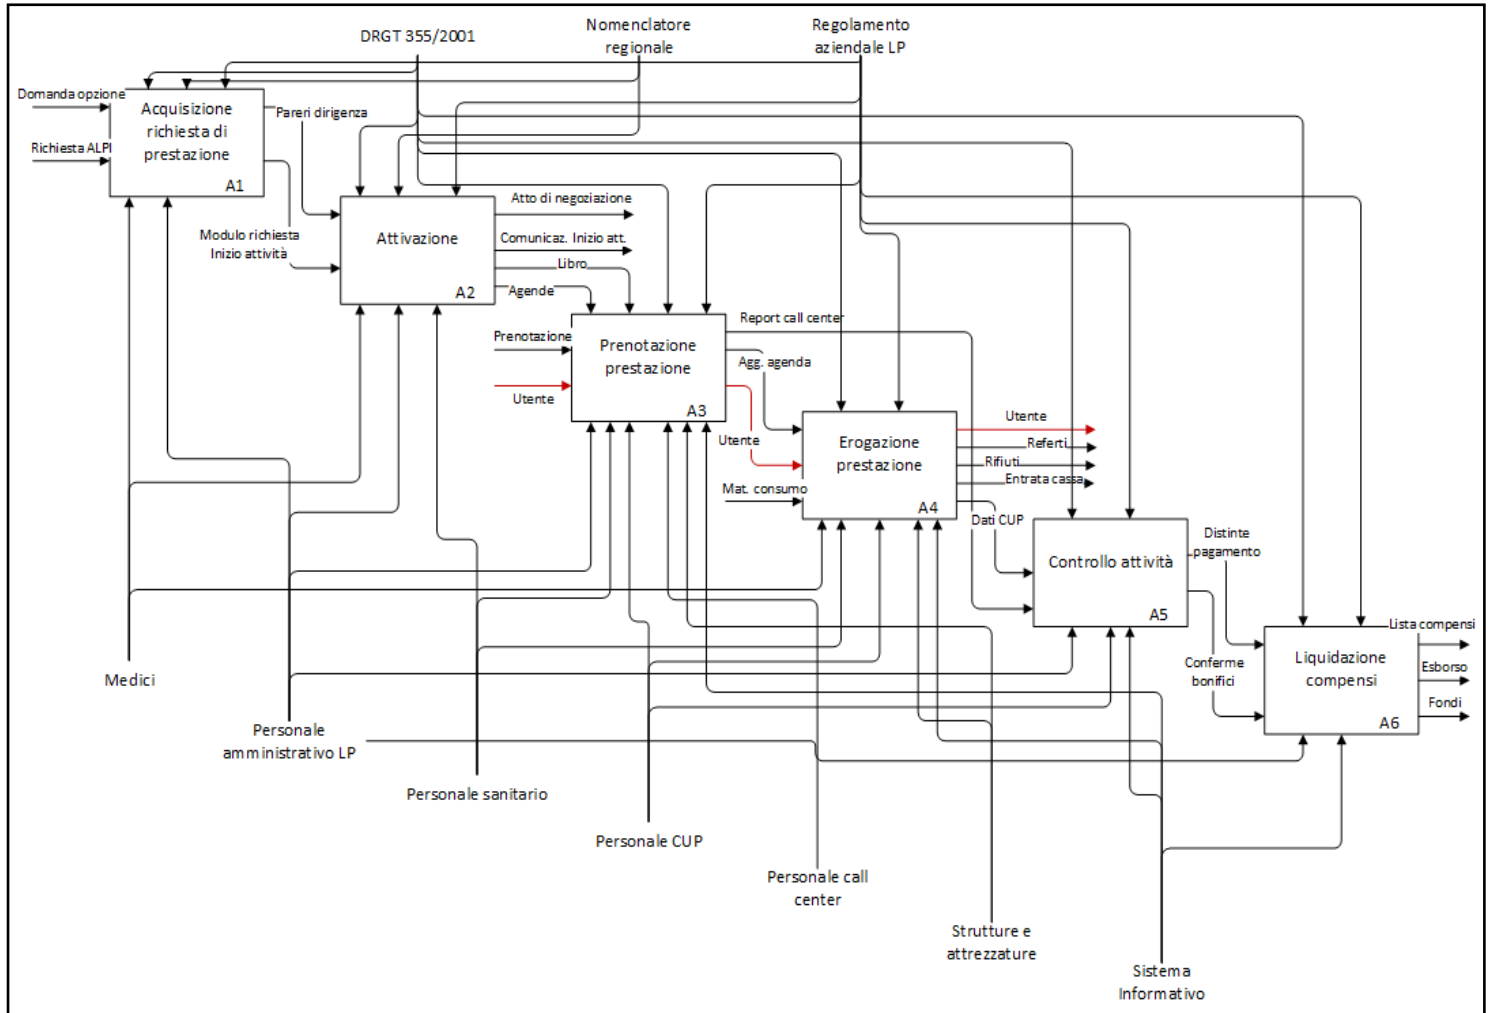 DRGT 355/2001
Nomenclatore
regionale
Regolamento
aziendale LP
Domanda opzione
Richiesta ALPI
Acquisizione
richiesta di
prestazione
A1
Pareri dirigenza
Modulo richiesta
Inizio attività
Attivazione
A2
Atto di negoziazione
Comunicaz. Inizio att.
Libro
Agende
Prenotazione
Utente
Prenotazione
prestazione
A3
Report call center
Agg. agenda
Utente
Mat. consumo
Erogazione
prestazione
A4
Utente
Referti
Rifiuti
Entrata cassa
Dati CUP
Controllo attività
A5
Distinte
pagamento
Conferme
bonifici
Liquidazione
compensi
A6
Lista compensi
Esborso
Fondi
Medici
Personale
amministrativo LP
Personale sanitario
Personale CUP
Personale call
center
Strutture e
attrezzature
Sistema
Informativo